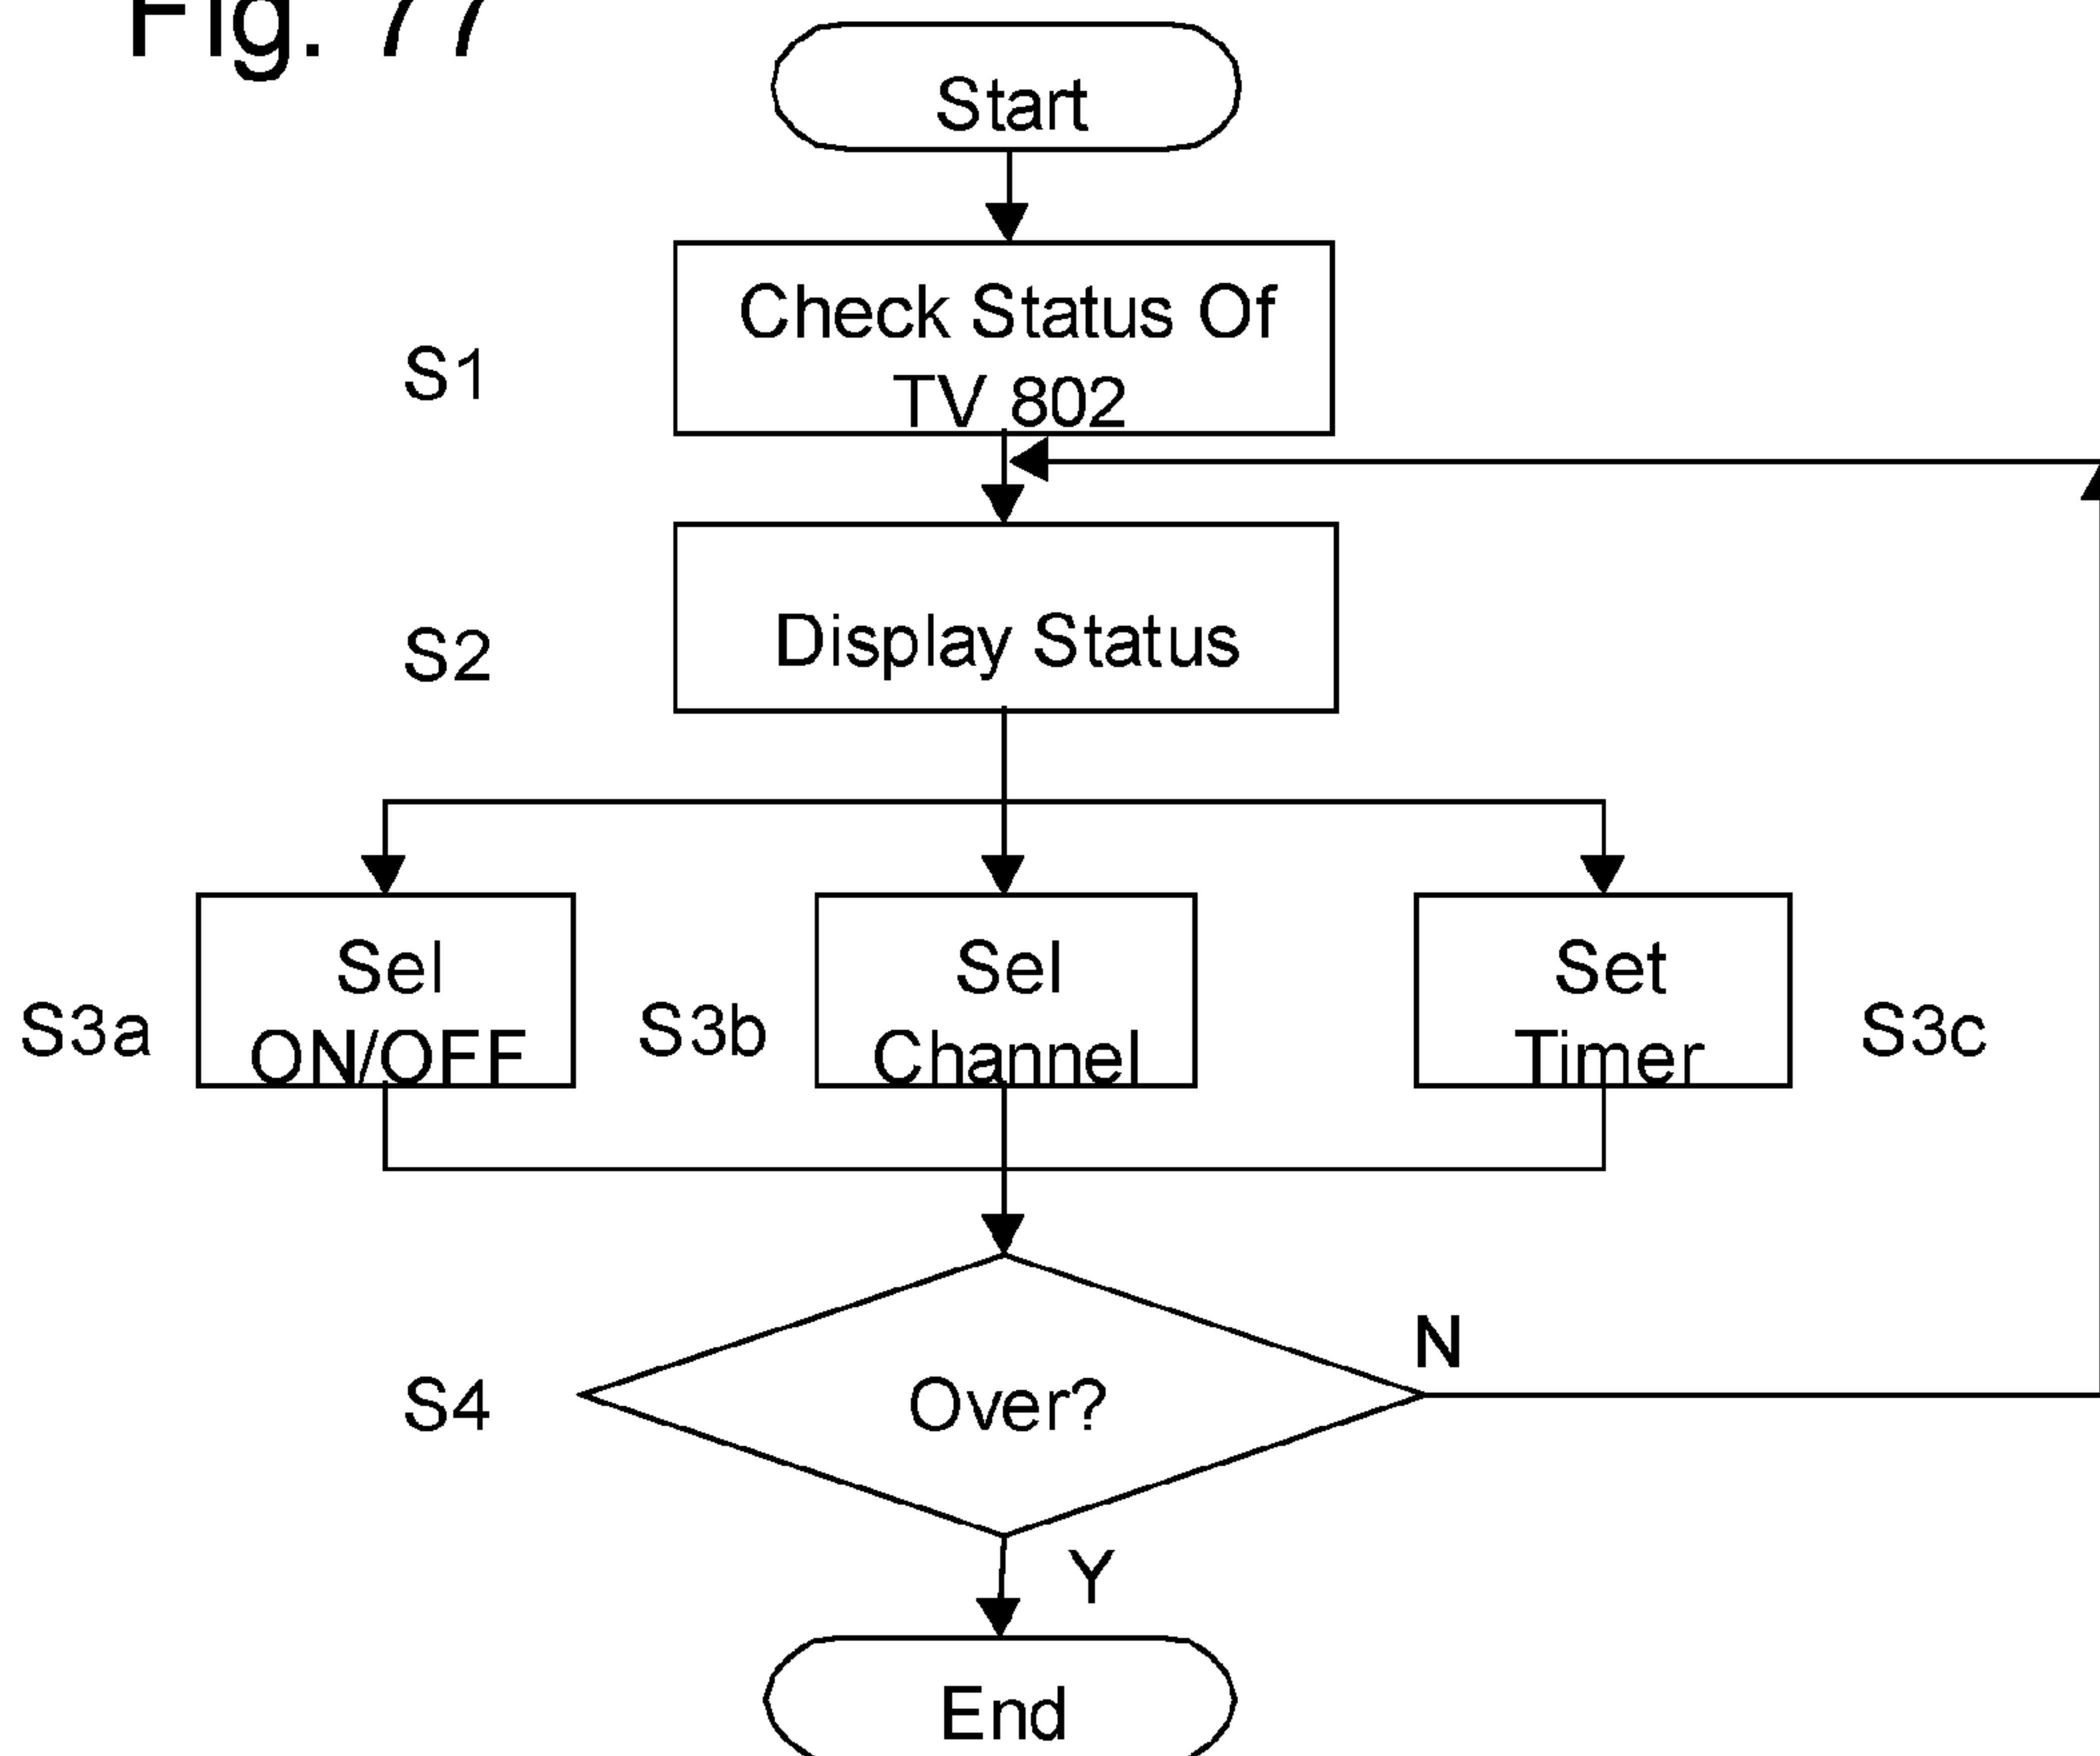 Fig. 77
Start
Check Status Of
TV 802
S1
Display Status
S2
Sel
ON/OFF
S3a
Sel
Channel
S3b
Set
Timer
S3c
Over?
S4
N
Y
End